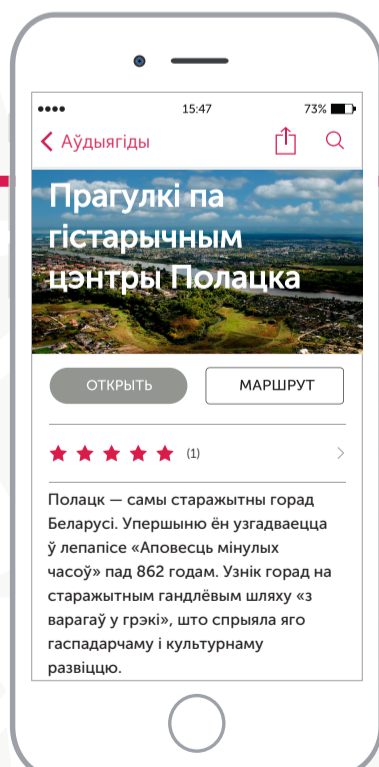 15:47
73%
Аўдыягіды
Прагулкі па
гістарычным
цэнтры Полацка
ОТКРЫТЬ
МАРШРУТ
(1)
Полацк — самы старажытны горад
Беларусі. Упершыню ён узгадваецца
ў лепапісе «Аповесць мінулых
часоў» пад 862 годам. Узнік горад на
старажытным гандлёвым шляху «з
варагаў у грэкі», што спрыяла яго
гаспадарчаму і культурнаму
развіццю.